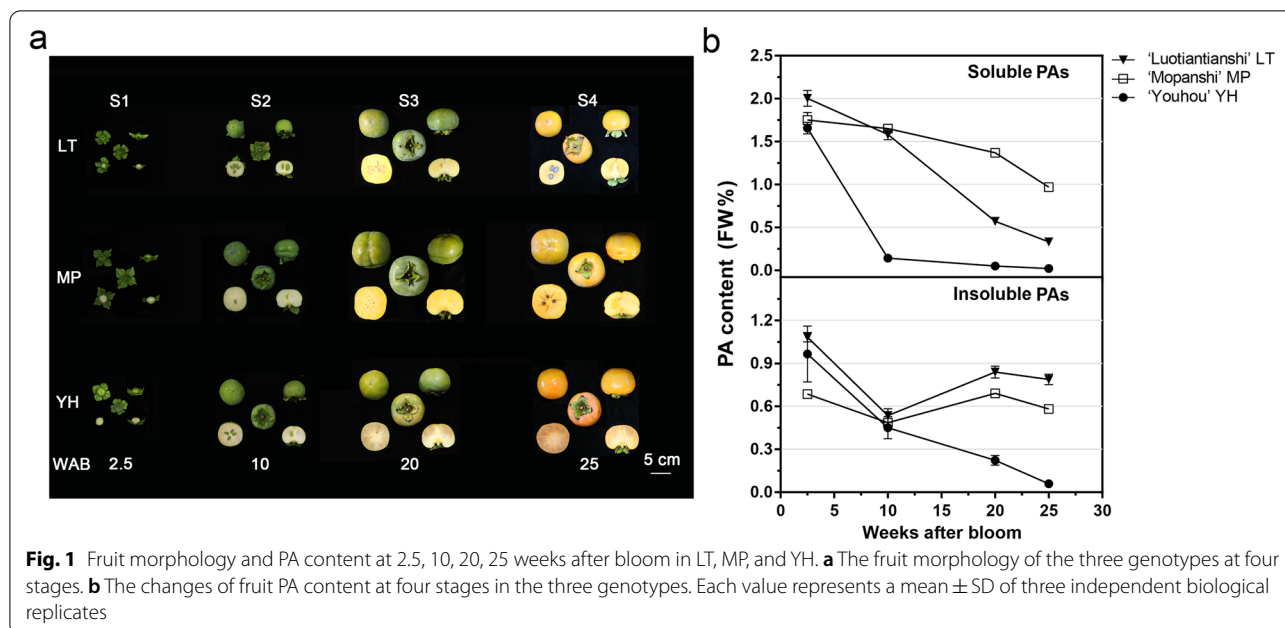 a
S1 S2 S3 S4
LT
MP
YH
WAB 2.5 10 20 25 5 cm
b
'Luotiantianshi' LT
'Mopanshi' MP
'Youhou' YH
Soluble PAs
2.5
2.0
1.5
1.0
0.5
0.0
PA content (FW%)
Insoluble PAs
1.2
0.9
0.6
0.3
0.0
0 5 10 15 20 25 30
Weeks after bloom
Fig. 1 Fruit morphology and PA content at 2.5, 10, 20, 25 weeks after bloom in LT, MP, and YH. a The fruit morphology of the three genotypes at four
stages. b The changes of fruit PA content at four stages in the three genotypes. Each value represents a mean ± SD of three independent biological
replicates